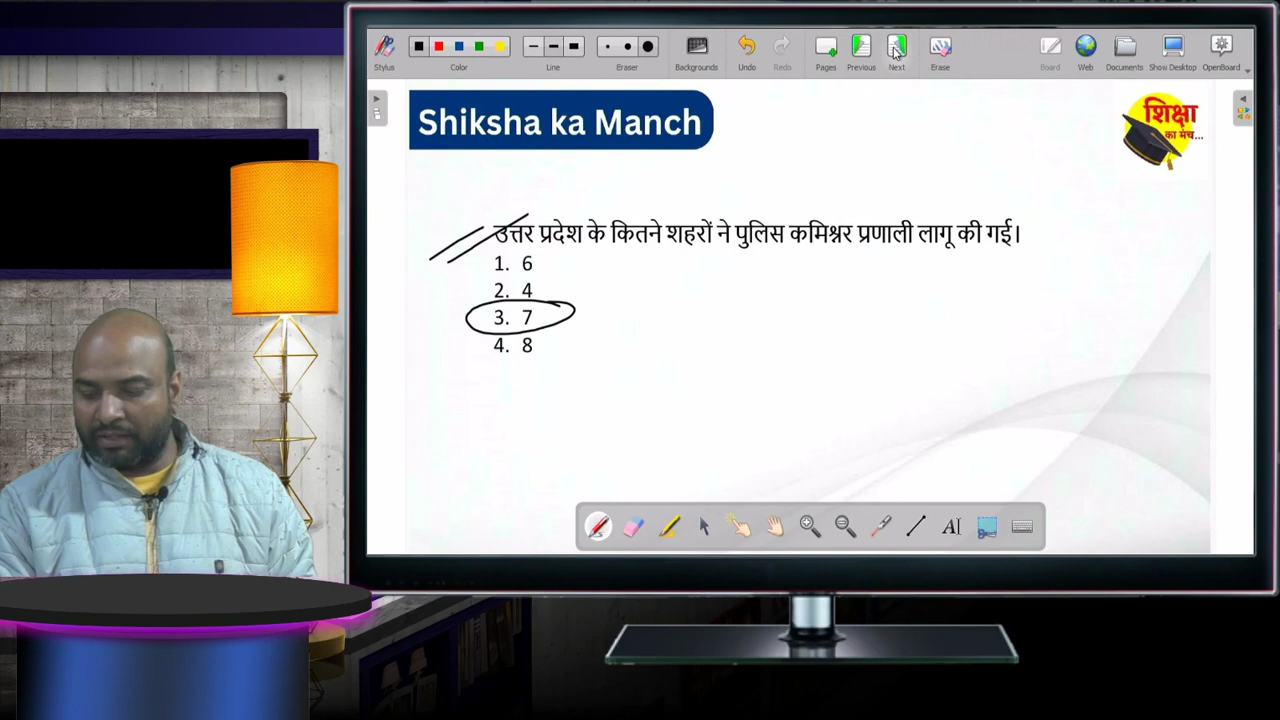 Stylus
Color
Line
Eraser
Backgrounds
Undo
Redo
Pages
Previous
Next
Erase
Board
Web
Documents
Show Desktop
OpenBoard
Shiksha ka Manch
शिक्षा
का मंच...
उत्तर प्रदेश के कितने शहरों ने पुलिस कमिश्नर प्रणाली लागू की गई।
1. 6
2. 4
3. 7
4. 8
AI